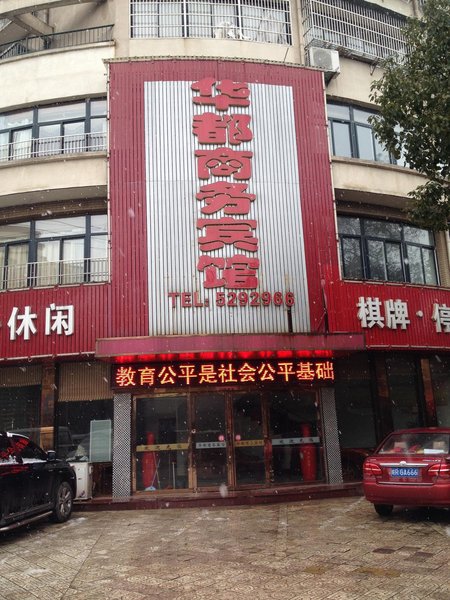 华都商务宾馆
TEL: 5292966
休闲
棋牌·停
教育公平是社会公平基础